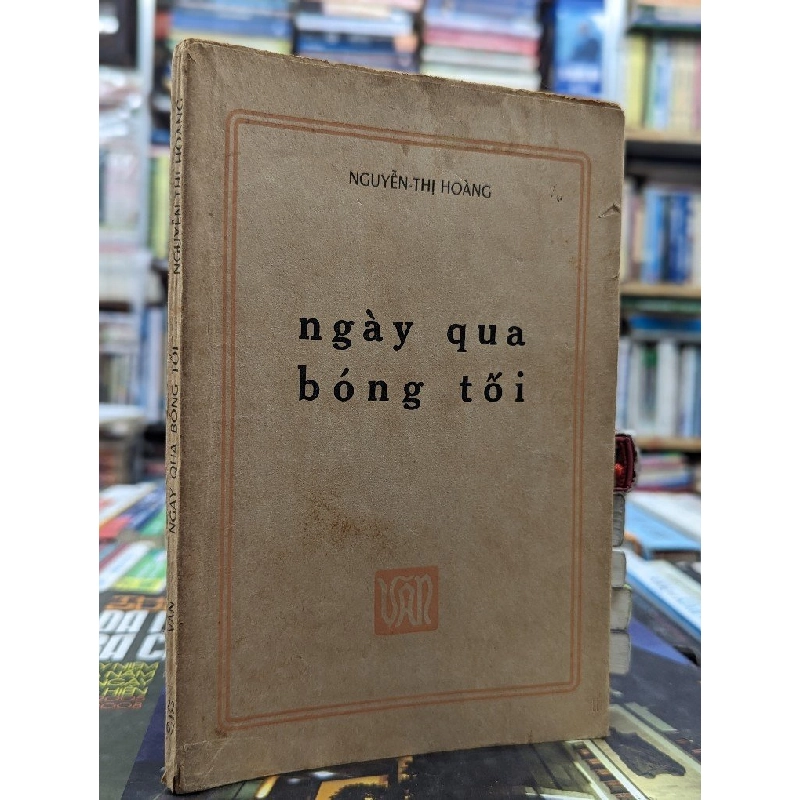 NGUYỄN-THỊ HOÀNG
ngày qua
bóng tối
VĂN
NGUYỄN-THỊ HOÀNG
NGÀY QUA BÓNG TỐI
VĂN